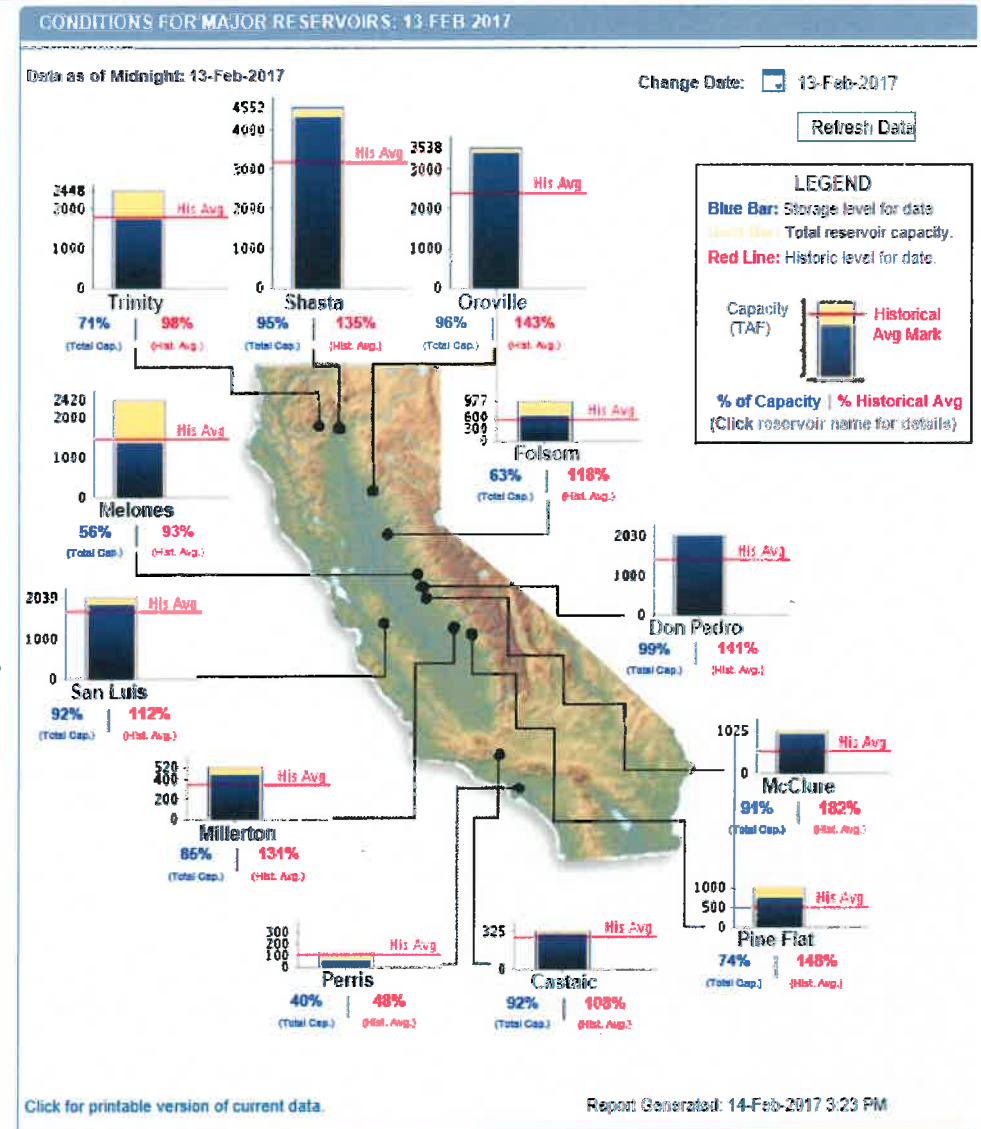 CONDITIONS FOR MAJOR RESERVOIRS: 13-FEB-2017
Data as of Midnight: 13-Feb-2017
Change Date: 13-Feb-2017
Refresh Data
LEGEND
Blue Bar: Storage level for date
Total reservoir capacity.
Red Line: Historic level for date.
Capacity
(TAF)
Historical
Avg Mark
% of Capacity | % Historical Avg
(Click reservoir name for details)
2448
2000
1000
0
His Avg
Trinity
71% | 98%
(Total Cap.) (Hist. Avg.)
4552
4000
3000
2000
1000
0
His Avg
Shasta
95% | 135%
(Total Cap.) (Hist. Avg.)
3538
3000
2000
1000
0
His Avg
Oroville
96% | 143%
(Total Cap.) (Hist. Avg.)
2420
2000
1000
0
His Avg
Melones
56% | 93%
(Total Cap.) (Hist. Avg.)
977
600
300
0
His Avg
Folsom
63% | 118%
(Total Cap.) (Hist. Avg.)
2030
1000
0
His Avg
Don Pedro
99% | 141%
(Total Cap.) (Hist. Avg.)
2039
1000
0
His Avg
San Luis
92% | 112%
(Total Cap.) (Hist. Avg.)
1025
0
His Avg
McClure
91% | 182%
(Total Cap.) (Hist. Avg.)
520
400
200
0
His Avg
Millerton
85% | 131%
(Total Cap.) (Hist. Avg.)
1000
500
0
His Avg
Pine Flat
74% | 148%
(Total Cap.) (Hist. Avg.)
300
200
100
0
His Avg
Perris
40% | 48%
(Total Cap.) (Hist. Avg.)
325
0
His Avg
Castaic
92% | 108%
(Total Cap.) (Hist. Avg.)
Click for printable version of current data.
Report Generated: 14-Feb-2017 3:23 PM